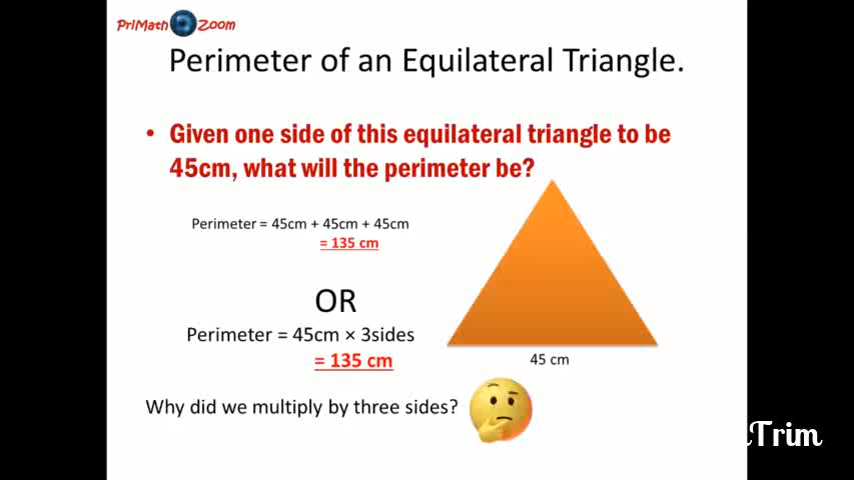 PriMath Zoom
Perimeter of an Equilateral Triangle.
• Given one side of this equilateral triangle to be
45cm, what will the perimeter be?
Perimeter = 45cm + 45cm + 45cm
= 135 cm
OR
Perimeter = 45cm × 3sides
= 135 cm
45 cm
Why did we multiply by three sides?
Trim